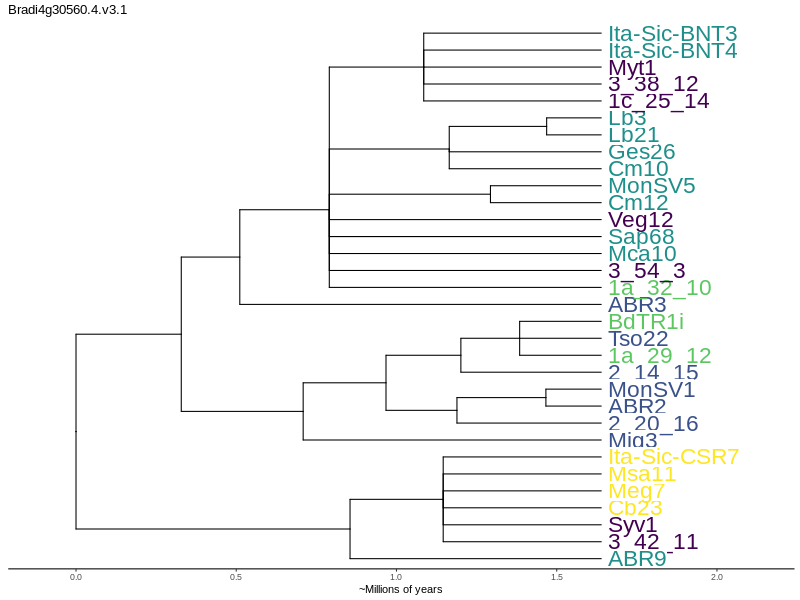 Bradi4g30560.4.v3.1
Ita-Sic-BNT3
Ita-Sic-BNT4
Myt1
3_38_12
1c_25_14
Lb3
Lb21
Ges26
Cm10
MonSV5
Cm12
Veg12
Sap68
Mca10
3_54_3
1a_32_10
ABR3
BdTR1i
Tso22
1a_29_12
2_14_15
MonSV1
ABR2
2_20_16
Mig3
Ita-Sic-CSR7
Msa11
Meg7
Cb23
Syv1
3_42_11
ABR9
0.0 0.5 1.0 1.5 2.0
~Millions of years